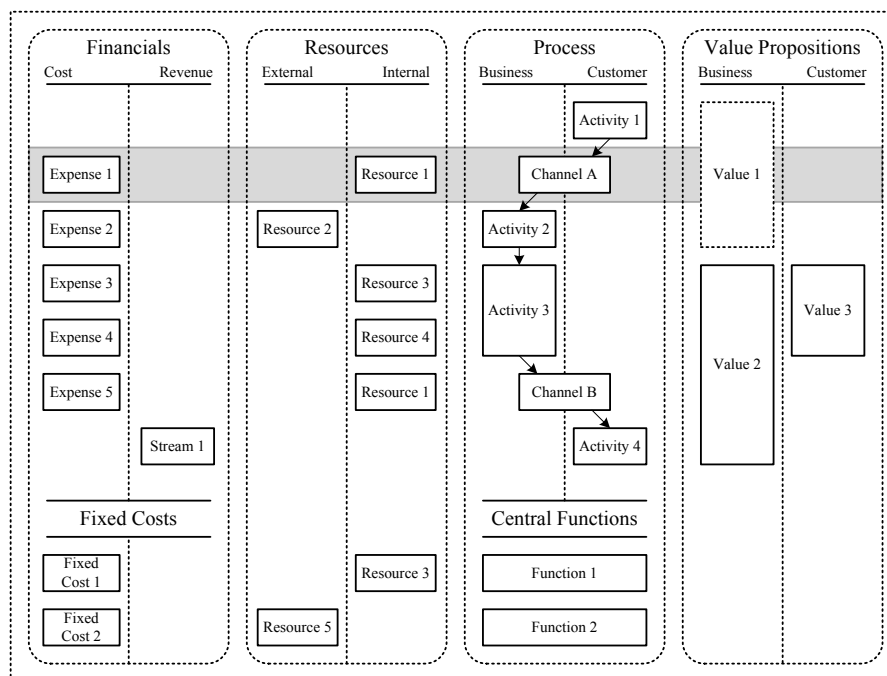 Financials Resources Process Value Propositions
Cost Revenue External Internal Business Customer Business Customer
Activity 1
Expense 1 Resource 1 Channel A Value 1
Expense 2 Resource 2 Activity 2
Expense 3 Resource 3
Activity 3 Value 3
Expense 4 Resource 4
Value 2
Expense 5 Resource 1 Channel B
Stream 1 Activity 4
Fixed Costs Central Functions
Fixed
Cost 1 Resource 3 Function 1
Fixed
Cost 2 Resource 5 Function 2